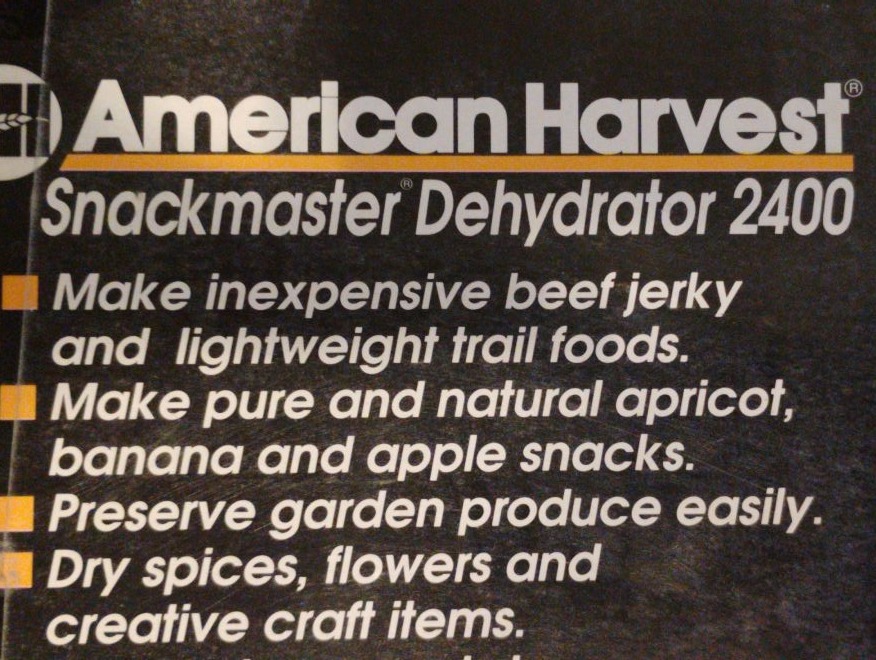 American Harvest®
Snackmaster® Dehydrator 2400
Make inexpensive beef jerky
and lightweight trail foods.
Make pure and natural apricot,
banana and apple snacks.
Preserve garden produce easily.
Dry spices, flowers and
creative craft items.